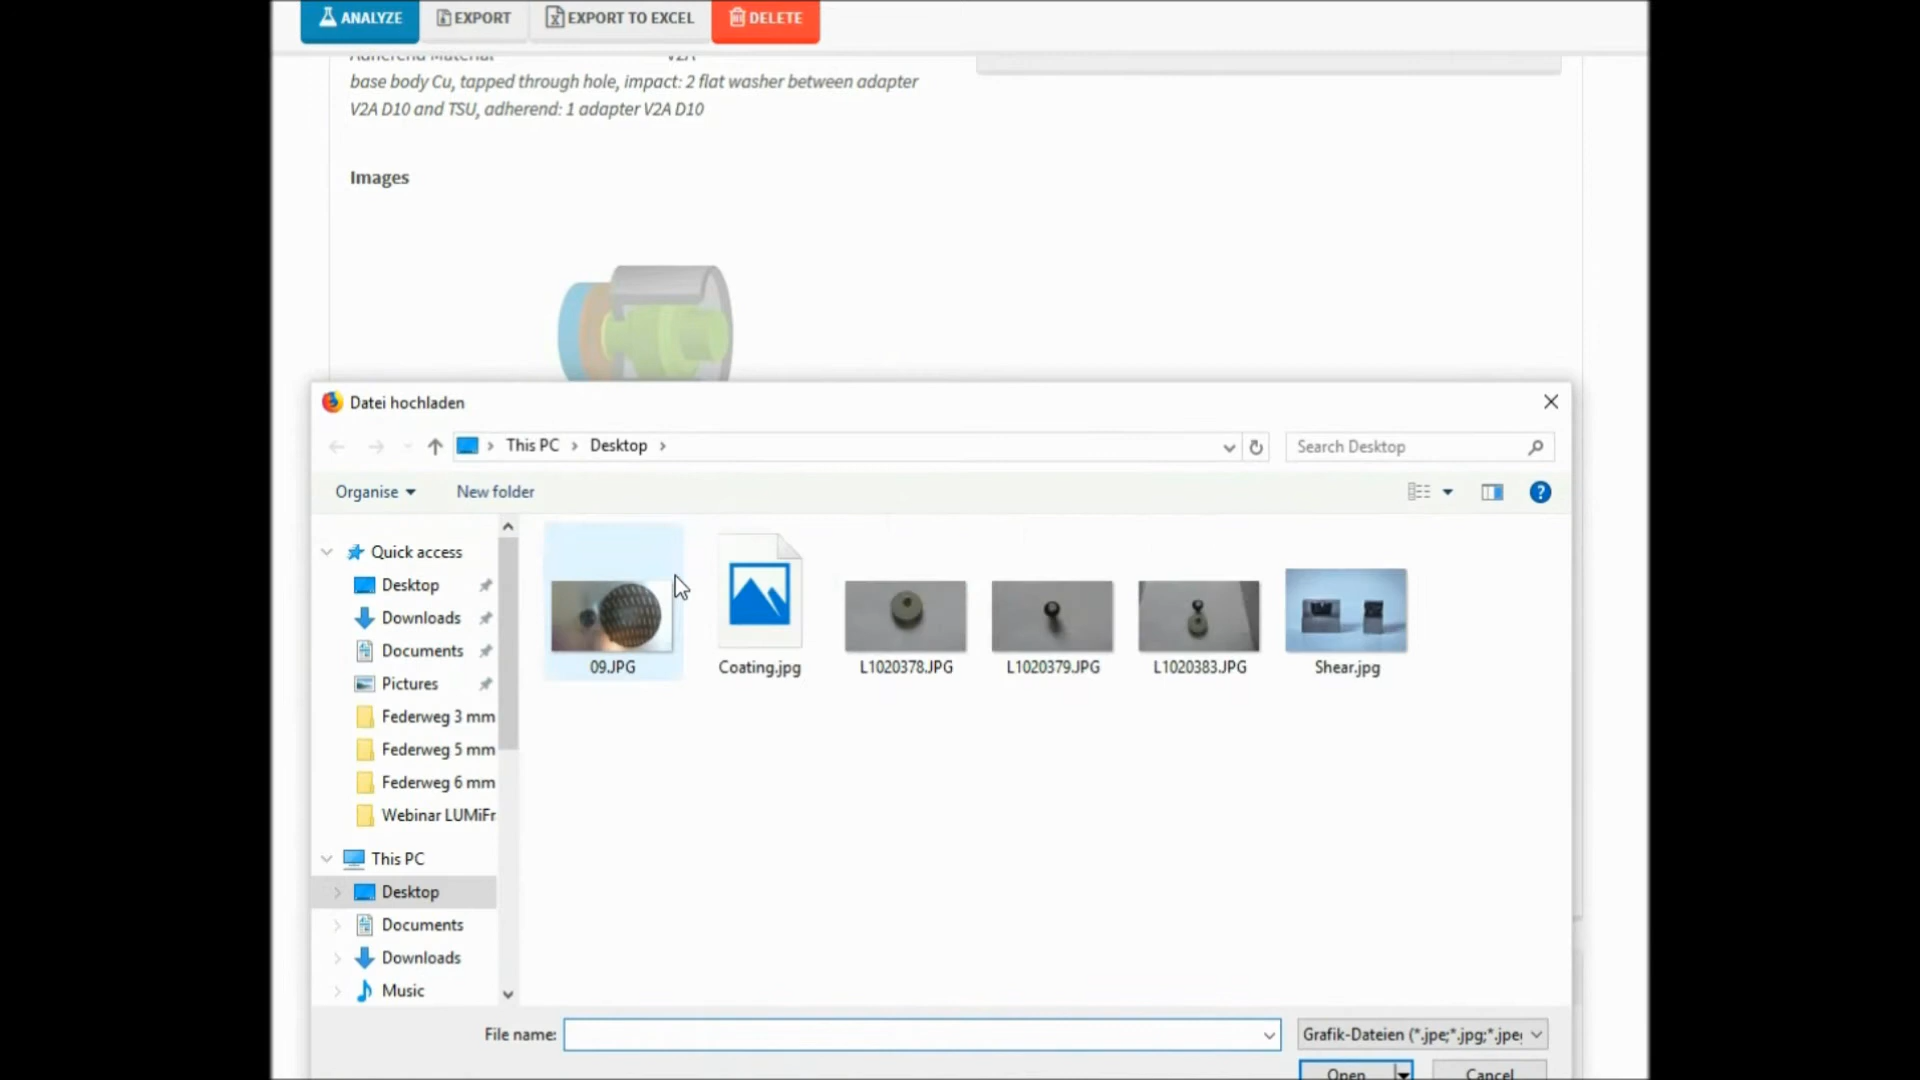 ANALYZE EXPORT EXPORT TO EXCEL DELETE
Adherend Material V2A
base body Cu, tapped through hole, impact: 2 flat washer between adapter
V2A D10 and TSU, adherend: 1 adapter V2A D10
Images
Datei hochladen
This PC Desktop
Search Desktop
Organise New folder
Quick access
Desktop
Downloads
Documents
Pictures
Federweg 3 mm
Federweg 5 mm
Federweg 6 mm
Webinar LUMiFr
This PC
Desktop
Documents
Downloads
Music
09.JPG Coating.jpg L1020378.JPG L1020379.JPG L1020383.JPG Shear.jpg
File name: Grafik-Dateien (*.jpe;*.jpg;*.jpeg
Open Cancel